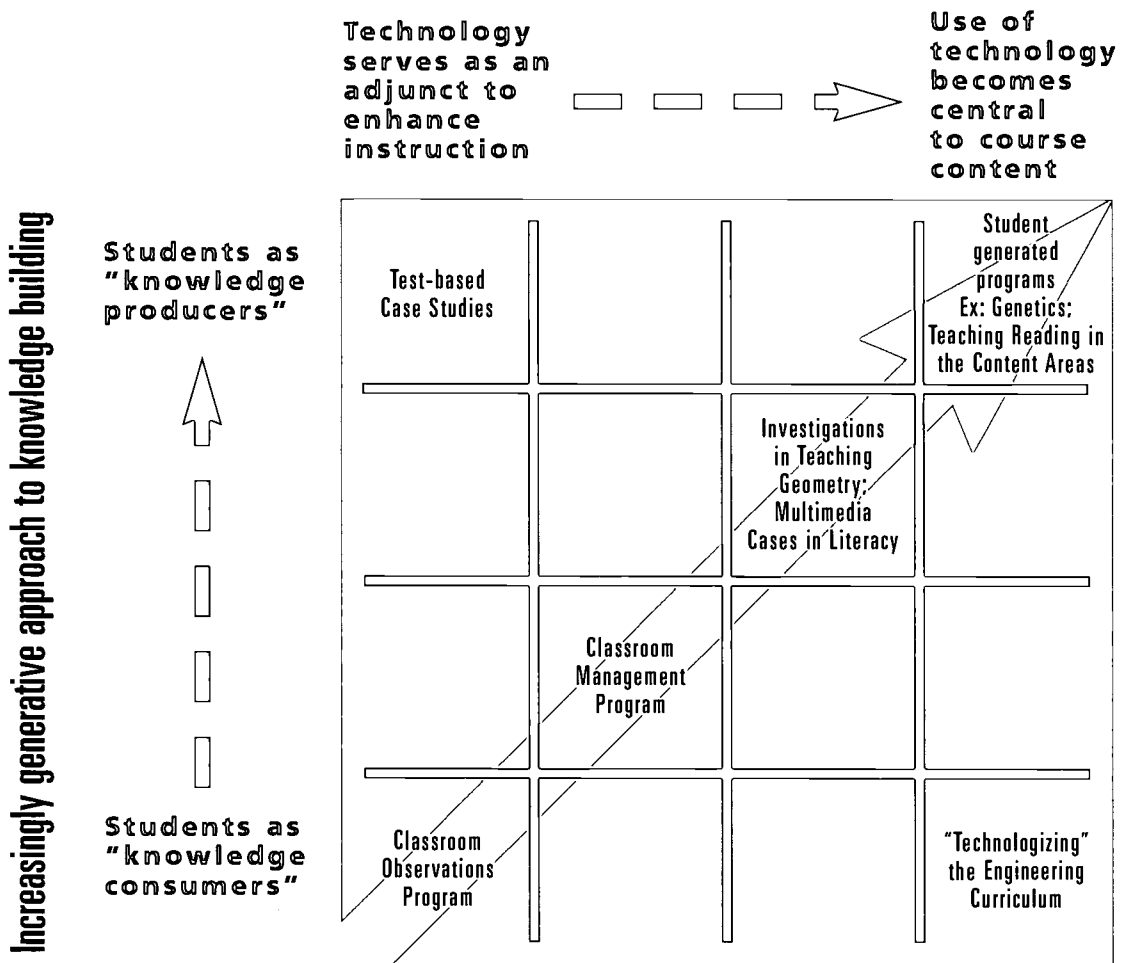 Technology
serves as an
adjunct to
enhance
instruction
Use of
technology
becomes
central
to course
content
Increasingly generative approach to knowledge building
Students as
"knowledge
producers"
Students as
"knowledge
consumers"
Test-based
Case Studies
Student
generated
programs
Ex: Genetics;
Teaching Reading in
the Content Areas
Investigations
in Teaching
Geometry;
Multimedia
Cases in Literacy
Classroom
Management
Program
Classroom
Observations
Program
"Technologizing"
the Engineering
Curriculum